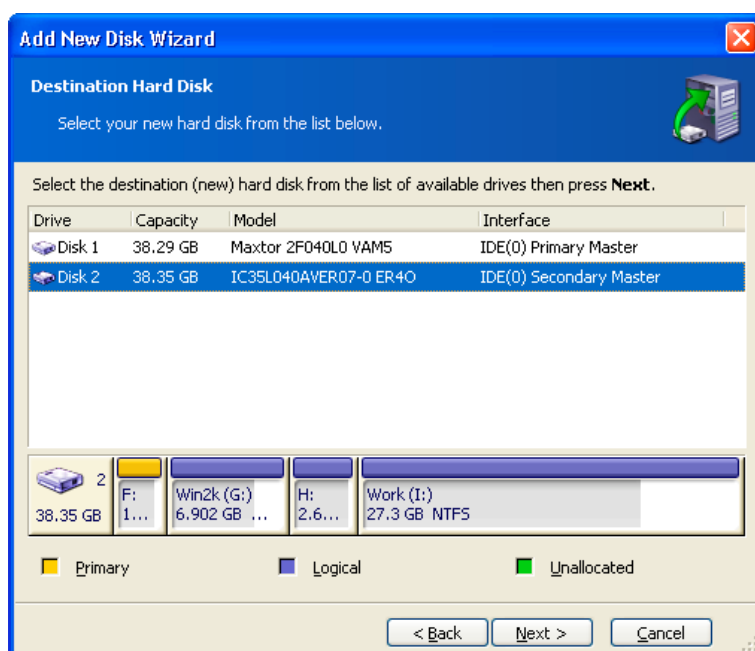 Add New Disk Wizard
Destination Hard Disk
Select your new hard disk from the list below.
Select the destination (new) hard disk from the list of available drives then press Next.
Drive Capacity Model Interface
Disk 1 38.29 GB Maxtor 2F040L0 VAM5 IDE(0) Primary Master
Disk 2 38.35 GB IC35L040AVER07-0 ER4O IDE(0) Secondary Master
2
F: Win2k (G:) H: Work (I:)
38.35 GB 1... 6.902 GB ... 2.6... 27.3 GB NTFS
Primary Logical Unallocated
< Back Next > Cancel